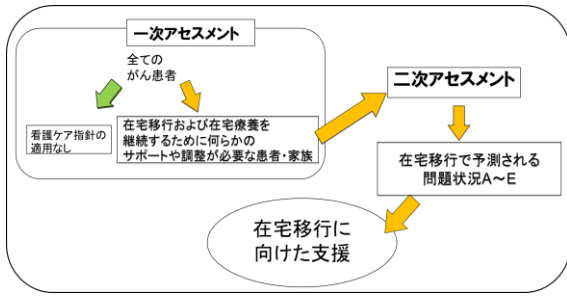 一次アセスメント
全ての
がん患者
看護ケア指針の
適用なし
在宅移行および在宅療養を
継続するために何らかの
サポートや調整が必要な患者・家族
二次アセスメント
在宅移行で予測される
問題状況A～E
在宅移行に
向けた支援